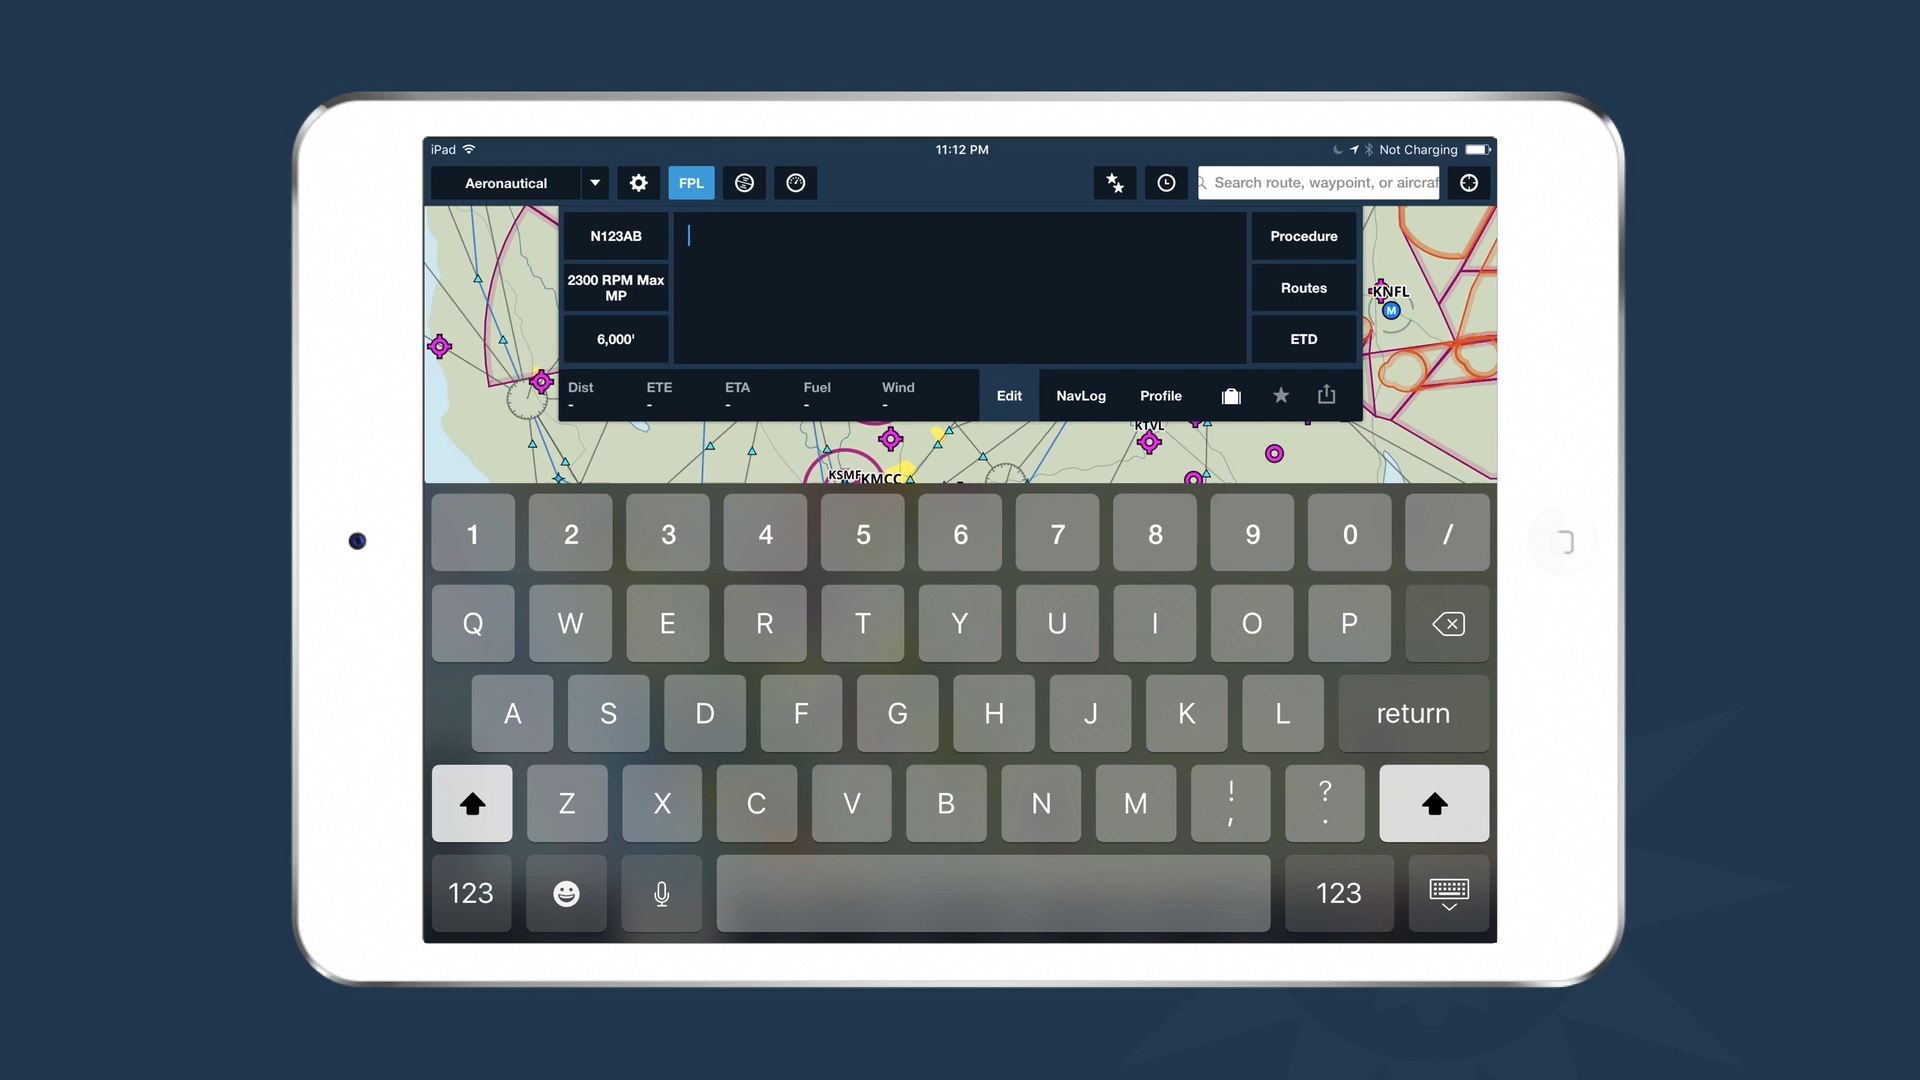 iPad 11:12 PM Not Charging
Aeronautical FPL Search route, waypoint, or aircraf
N123AB
2300 RPM Max
MP
6,000'
Procedure
Routes
ETD
Dist ETE ETA Fuel Wind
- - - - -
Edit NavLog Profile
KNFL
M
KTVL
KSMF KMCC
1 2 3 4 5 6 7 8 9 0 /
Q W E R T Y U I O P
A S D F G H J K L return
Z X C V B N M ! , ? .
123 123